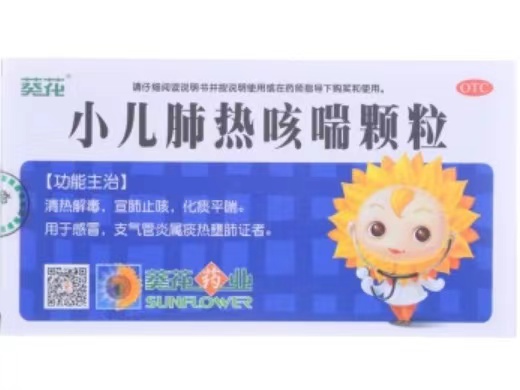 葵花®
请仔细阅读说明书并按说明使用或在药师指导下购买和使用。
OTC
小儿肺热咳喘颗粒
【功能主治】
清热解毒，宣肺止咳，化痰平喘。
用于感冒，支气管炎属痰热壅肺证者。
葵花药业
SUNFLOWER